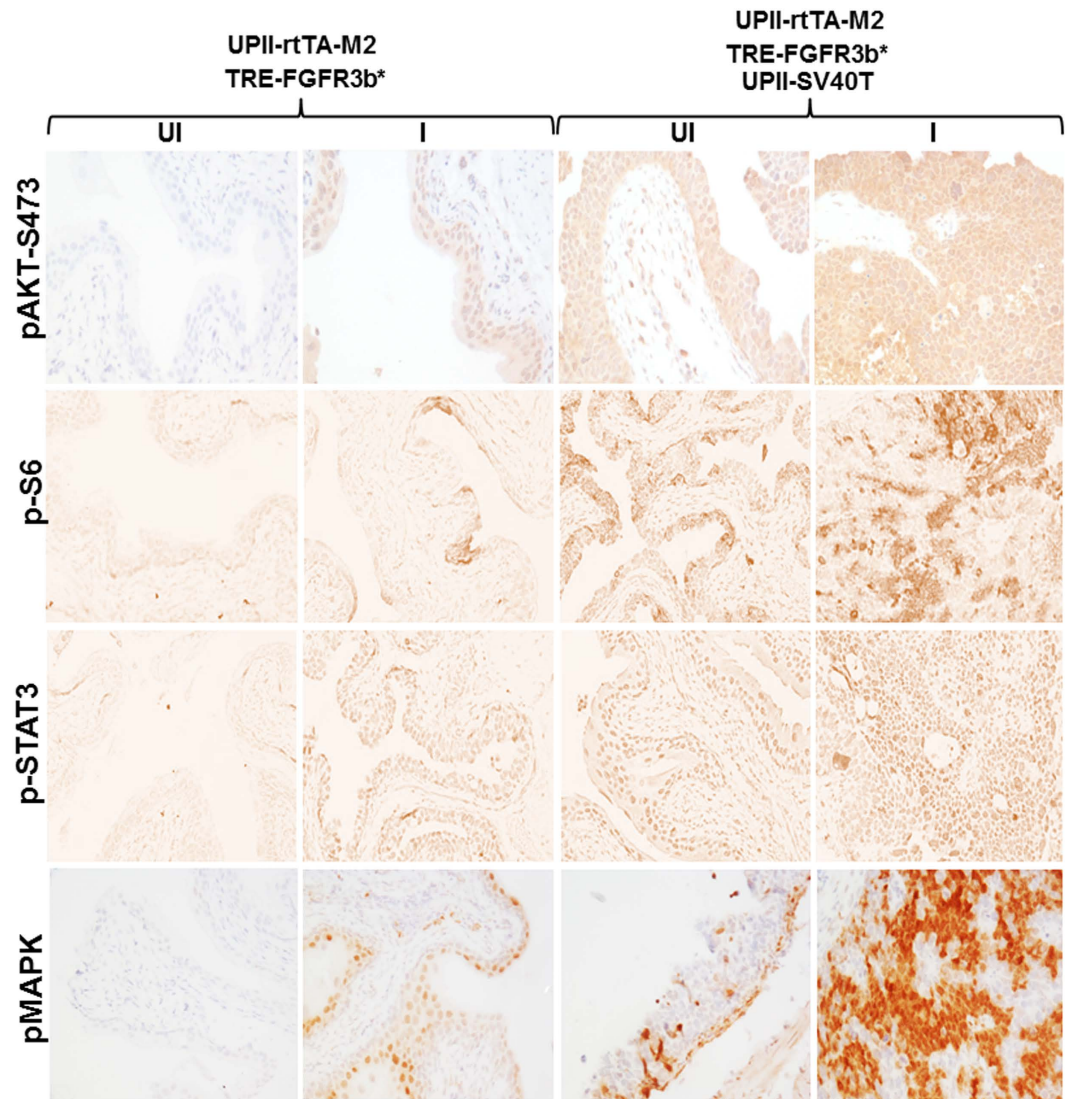 UPII-rtTA-M2
TRE-FGFR3b*
UPII-rtTA-M2
TRE-FGFR3b*
UPII-SV40T
UI
I
UI
I
pAKT-S473
p-S6
p-STAT3
pMAPK